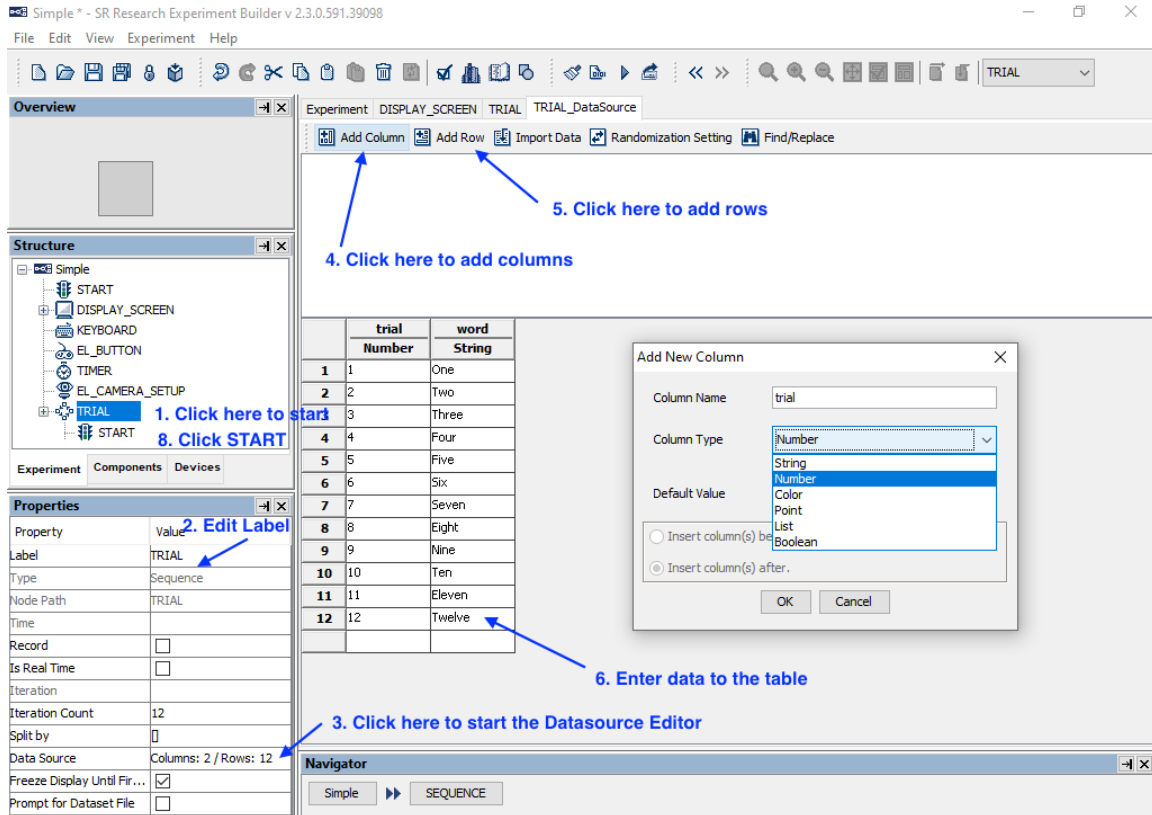 Simple * - SR Research Experiment Builder v 2.3.0.591.39098
File Edit View Experiment Help
TRIAL
Overview
Experiment DISPLAY_SCREEN TRIAL TRIAL_DataSource
Add Column Add Row Import Data Randomization Setting Find/Replace
5. Click here to add rows
4. Click here to add columns
Structure
Simple
START
DISPLAY_SCREEN
KEYBOARD
EL_BUTTON
TIMER
EL_CAMERA_SETUP
TRIAL 1. Click here to start
START 8. Click START
Experiment Components Devices
trial word
Number String
1 1 One
2 2 Two
3 3 Three
4 4 Four
5 5 Five
6 6 Six
7 7 Seven
8 8 Eight
9 9 Nine
10 10 Ten
11 11 Eleven
12 12 Twelve
Add New Column
Column Name trial
Column Type Number
String
Number
Default Value Color
Point
List
Boolean
Insert column(s) be
Insert column(s) after.
OK Cancel
6. Enter data to the table
3. Click here to start the Datasource Editor
Properties
Property Value 2. Edit Label
Label TRIAL
Type Sequence
Node Path TRIAL
Time
Record
Is Real Time
Iteration
Iteration Count 12
Split by []
Data Source Columns: 2 / Rows: 12
Freeze Display Until Fir...
Prompt for Dataset File
Navigator
Simple SEQUENCE